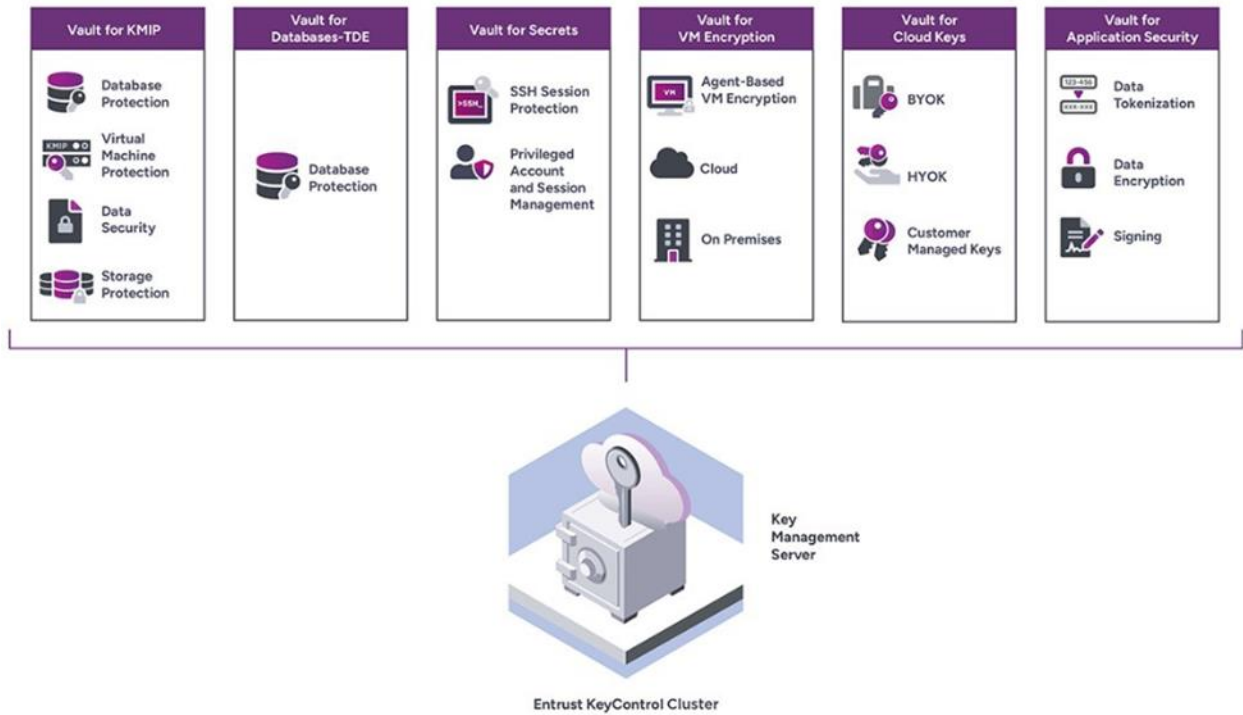 Vault for KMIP
Database
Protection
Virtual
Machine
Protection
Data
Security
Storage
Protection
Vault for
Databases-TDE
Database
Protection
Vault for Secrets
SSH Session
Protection
Privileged
Account
and Session
Management
Vault for
VM Encryption
Agent-Based
VM Encryption
Cloud
On Premises
Vault for
Cloud Keys
BYOK
HYOK
Customer
Managed Keys
Vault for
Application Security
Data
Tokenization
Data
Encryption
Signing
KMIP
>SSH_
VM
123-456
XXX-XXX
Key
Management
Server
Entrust KeyControl Cluster